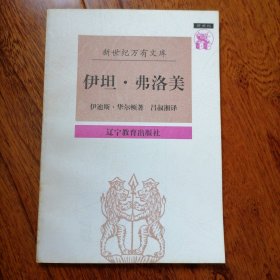 新世纪万有文库
伊坦·弗洛美
伊迪斯·华尔顿著 吕叔湘译
辽宁教育出版社